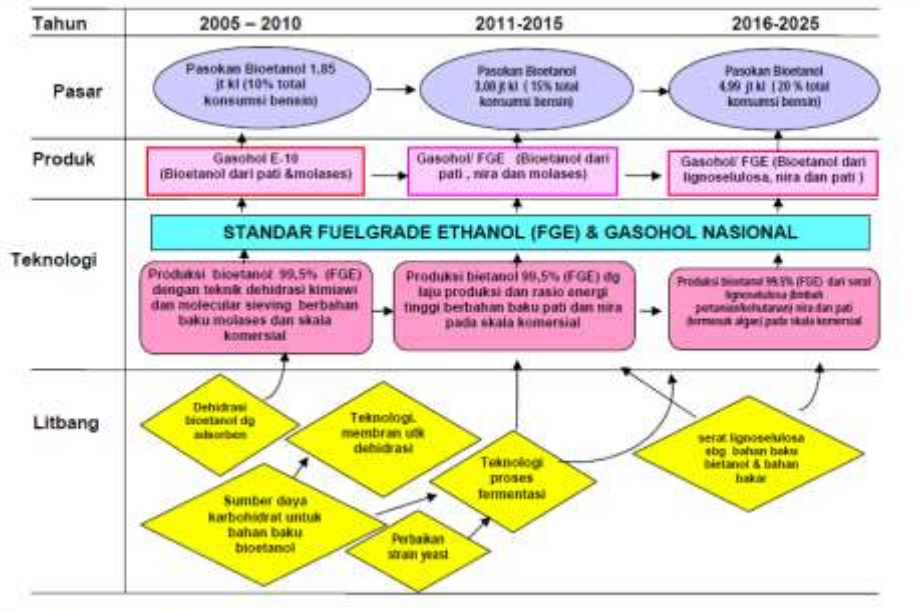 Tahun
2005 – 2010
2011-2015
2016-2025
Pasar
Pasokan Bioetanol 1,85
jt kl (10% total
konsumsi bensin)
Pasokan Bioetanol
3,08 jt kl ( 15% total
konsumsi bensin)
Pasokan Bioetanol
4,99 jt kl ( 20 % total
konsumsi bensin)
Produk
Gasohol E-10
(Bioetanol dari pati &molases)
Gasohol/ FGE (Bioetanol dari
pati , nira dan molases)
Gasohol/ FGE (Bioetanol dari
lignoselulosa, nira dan pati )
Teknologi
STANDAR FUELGRADE ETHANOL (FGE) & GASOHOL NASIONAL
Produksi bioetanol 99,5% (FGE)
dengan teknik dehidrasi kimiawi
dan molecular sieving berbahan
baku molases dan skala
komersial
Produksi bietanol 99,5% (FGE) dg
laju produksi dan rasio energi
tinggi berbahan baku pati dan nira
pada skala komersial
Produksi bietanol 99,5% (FGE) dari serat
lignoselulosa (limbah
pertanian/kehutanan) nira dan pati
(termasuk algae) pada skala komersial
Litbang
Dehidrasi
bioetanol dg
adsorben
Teknologi.
membran utk
dehidrasi
Sumber daya
karbohidrat untuk
bahan baku
bioetanol
Perbaikan
strain yeast
Teknologi
proses
fermentasi
serat lignoselulosa
sbg bahan baku
bietanol & bahan
bakar